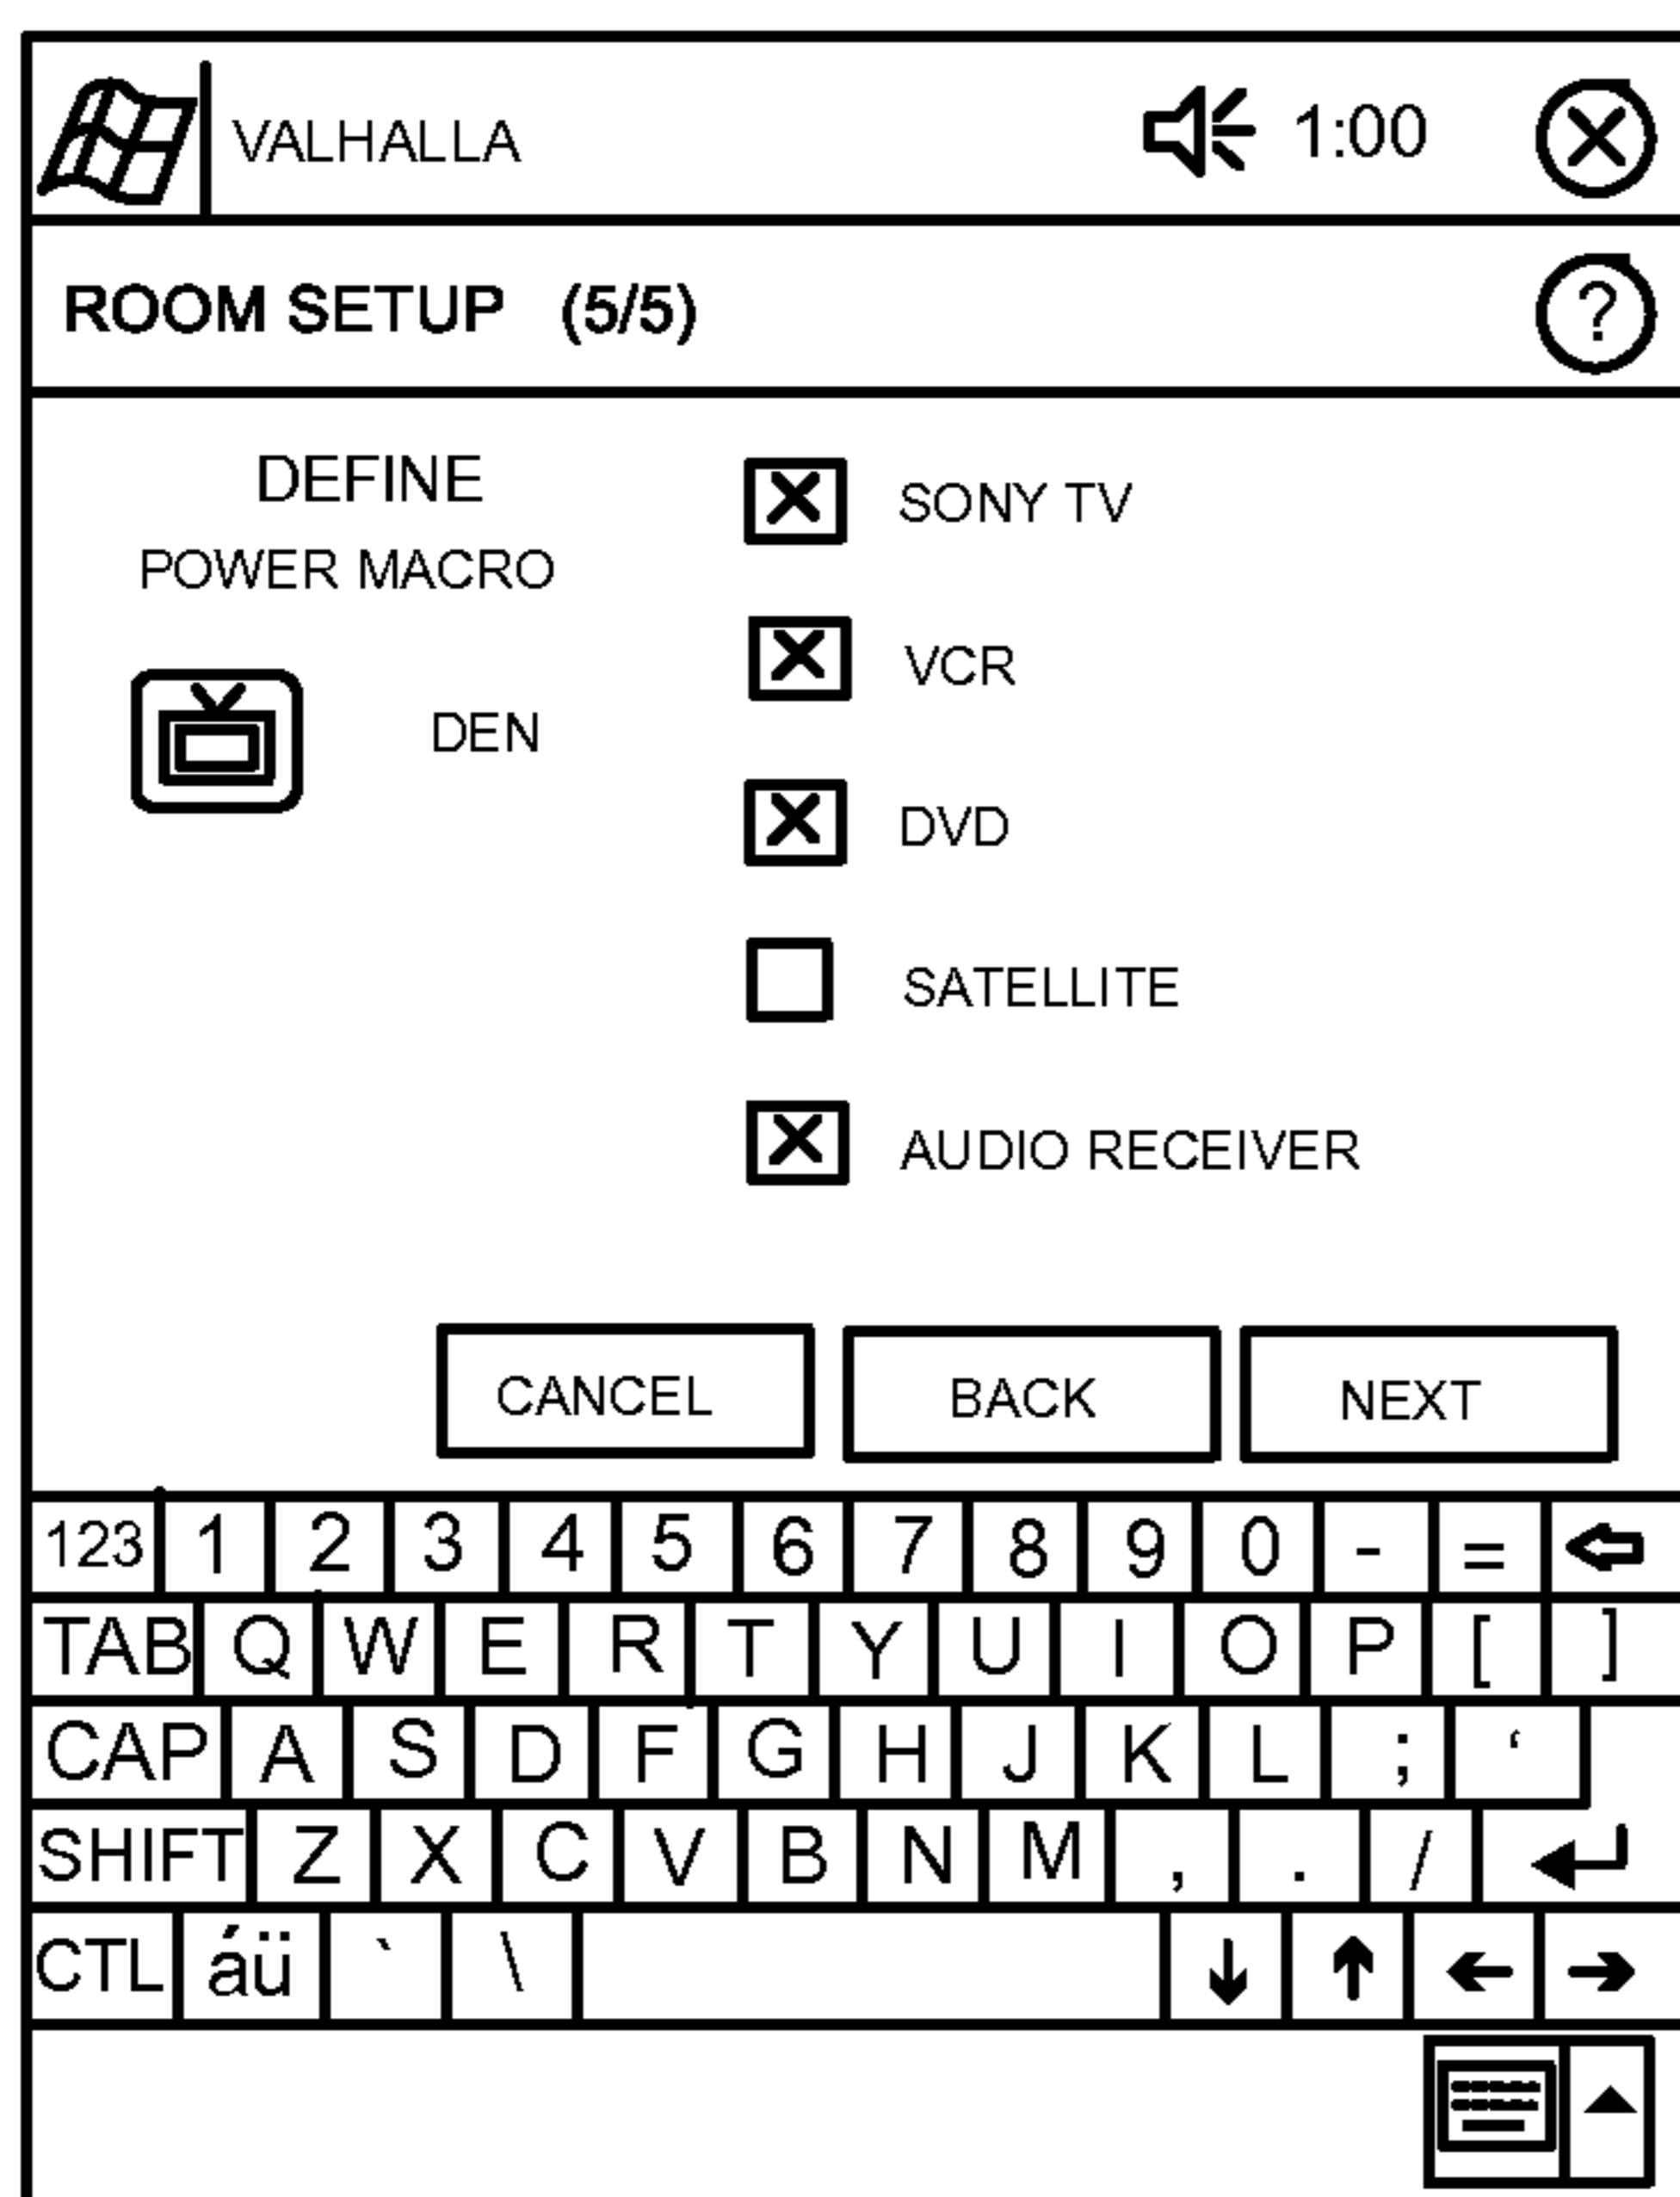 VALHALLA 1:00
ROOM SETUP (5/5) ?
DEFINE
POWER MACRO
DEN
SONY TV
VCR
DVD
SATELLITE
AUDIO RECEIVER
CANCEL BACK NEXT
123 1 2 3 4 5 6 7 8 9 0 - =
TAB Q W E R T Y U I O P [ ]
CAP A S D F G H J K L ; ‘
SHIFT Z X C V B N M , . /
CTL áü ` \